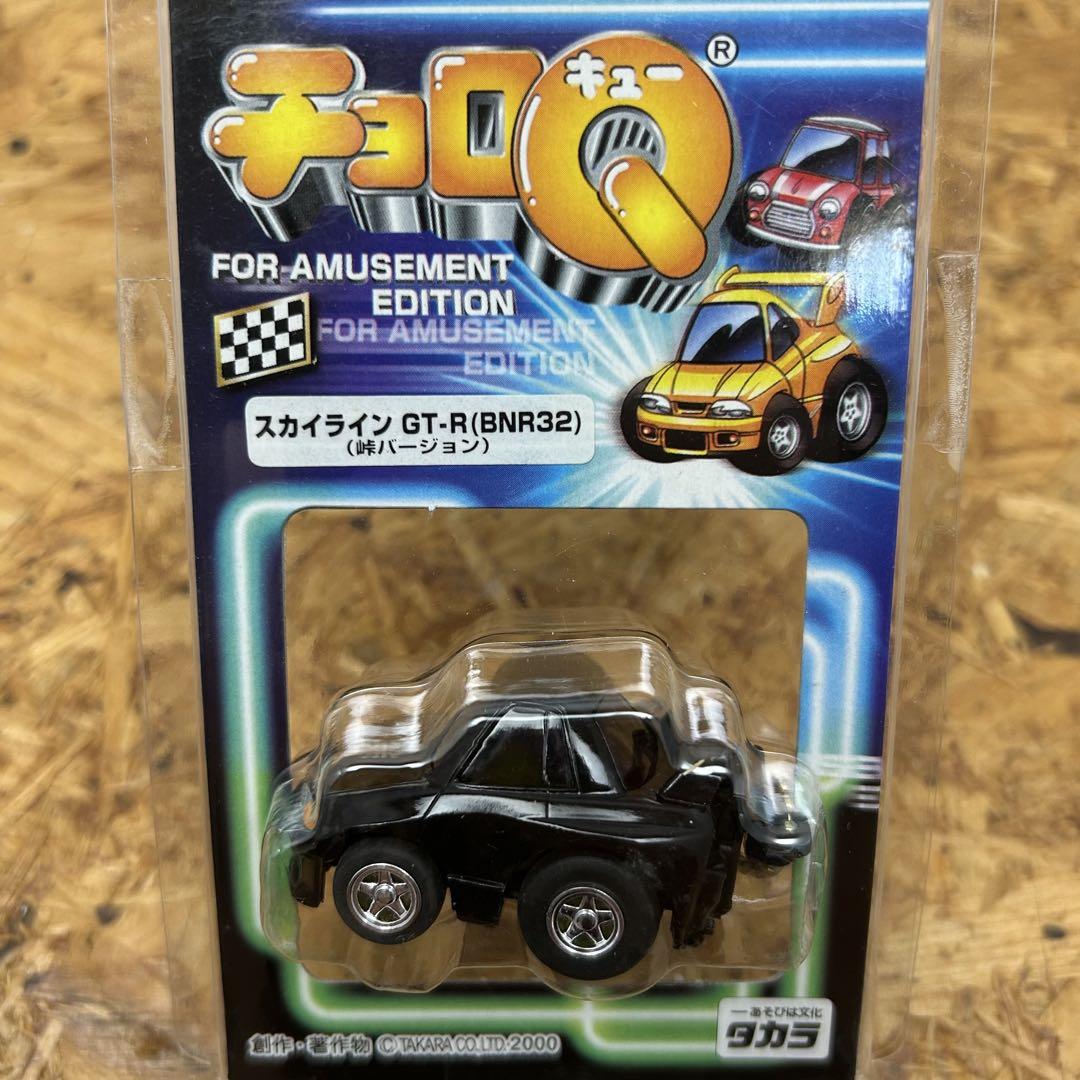 チョロQ®
キュー
FOR AMUSEMENT
EDITION
FOR AMUSEMENT
EDITION
スカイライン GT-R(BNR32)
(峠バージョン)
創作・著作物 © TAKARA CO.,LTD. 2000
―あそびは文化
タカラ